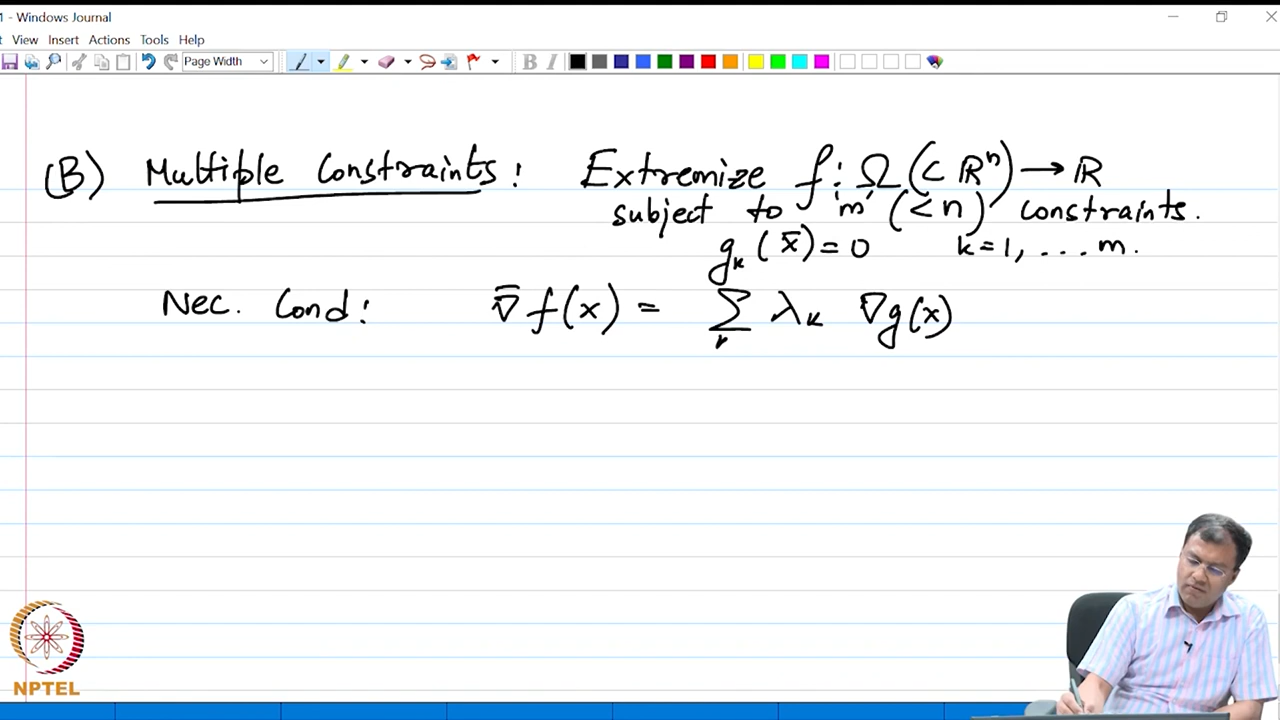 1 - Windows Journal
t View Insert Actions Tools Help
Page Width B I
(B) Multiple Constraints: Extremize f: Ω(⊂ ℝⁿ) → ℝ
subject to 'm' (<n) constraints.
gₖ(x̄) = 0 k=1, ... m.
Nec. Cond: ∇̄f(x) = Σ λₖ ∇g(x)
NPTEL